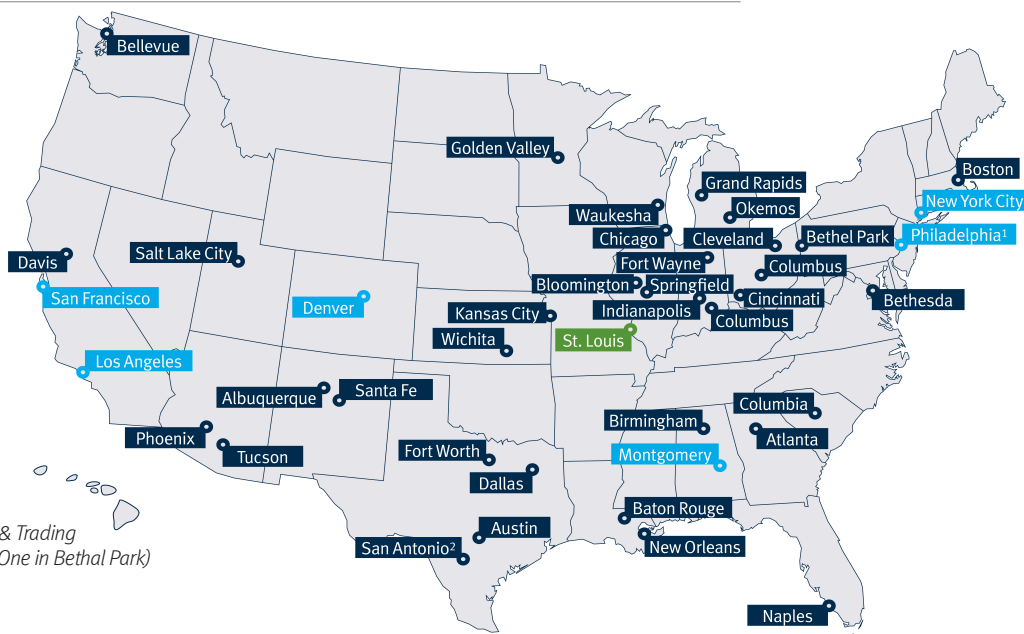 Bellevue
Golden Valley
Boston
Grand Rapids
New York City
Okemos
Waukesha
Chicago
Cleveland
Bethel Park
Philadelphia¹
Davis
Salt Lake City
Fort Wayne
Columbus
Bloomington
Springfield
San Francisco
Denver
Cincinnati
Bethesda
Kansas City
Indianapolis
Columbus
Wichita
St. Louis
Los Angeles
Albuquerque
Santa Fe
Columbia
Birmingham
Phoenix
Atlanta
Tucson
Fort Worth
Montgomery
Dallas
Baton Rouge
Austin
& Trading
San Antonio²
New Orleans
One in Bethal Park)
Naples